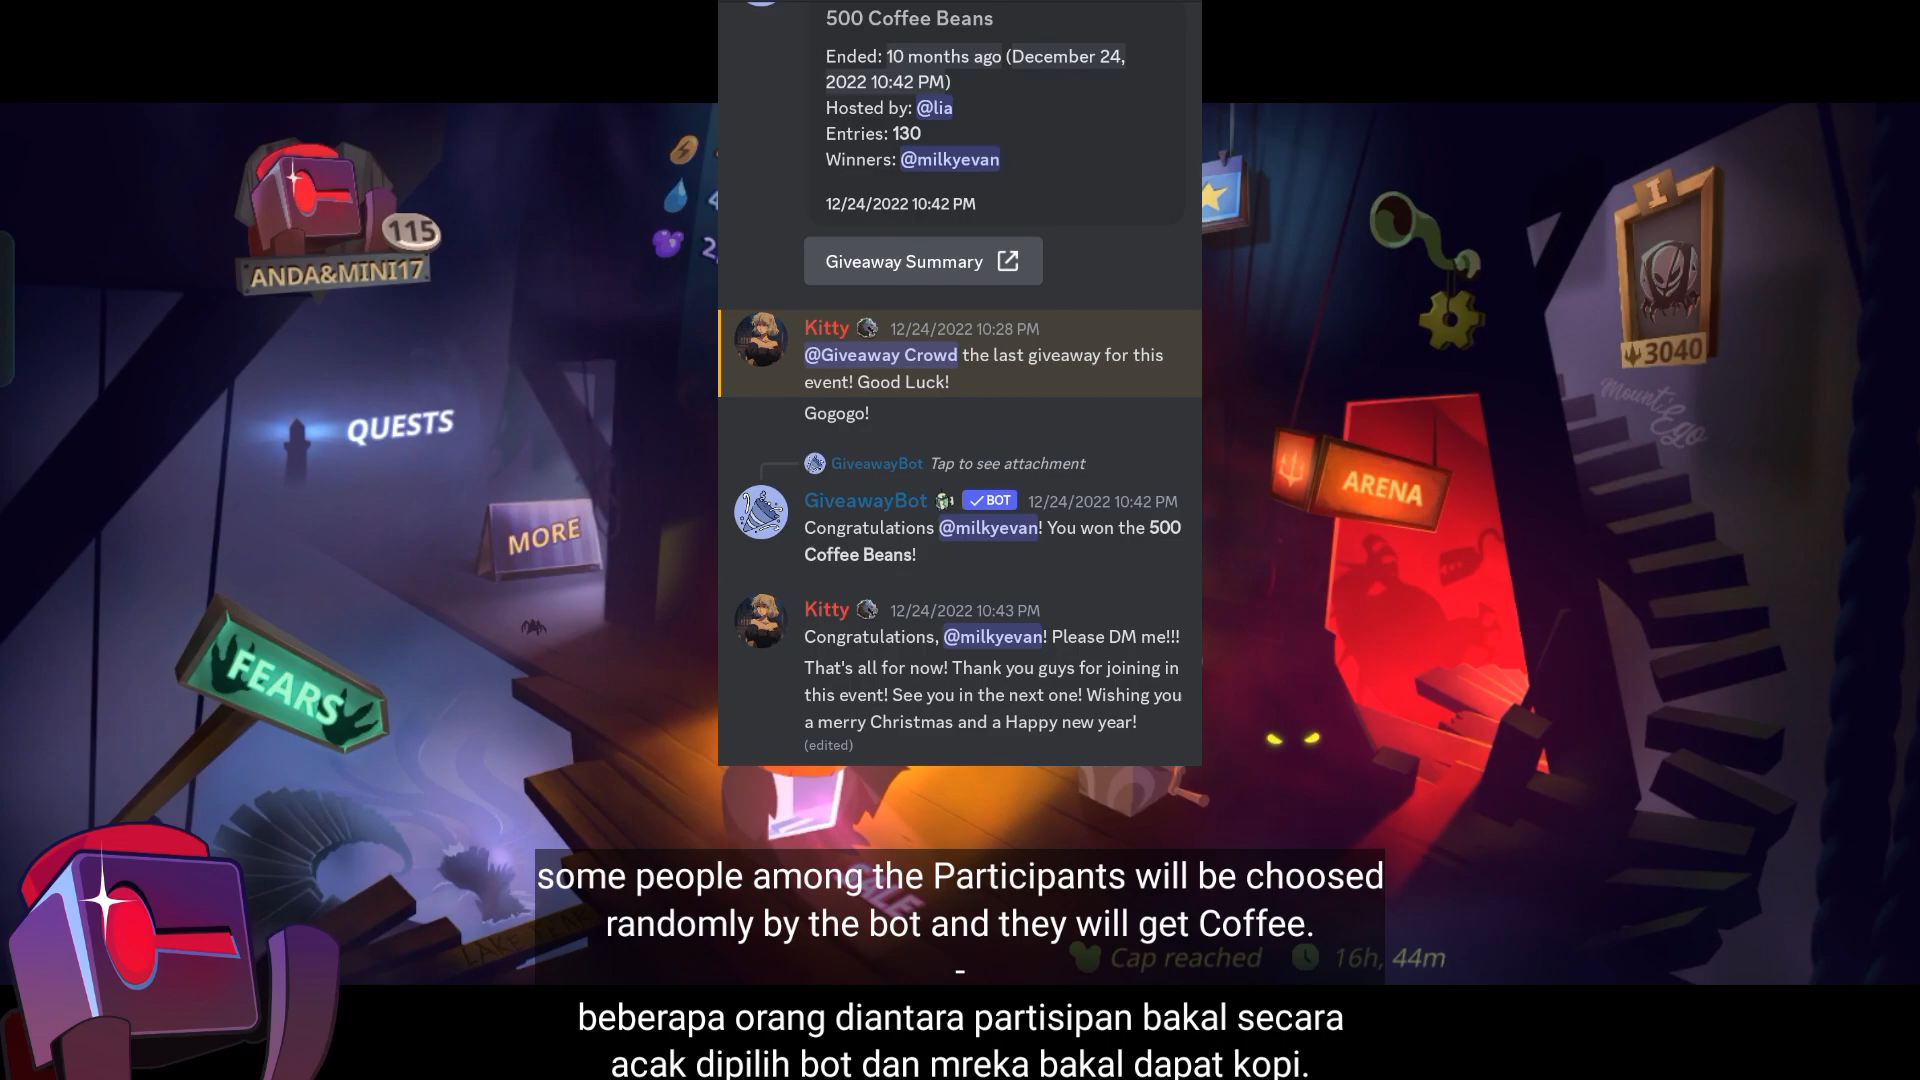 500 Coffee Beans
Ended: 10 months ago (December 24,
2022 10:42 PM)
Hosted by: @lia
Entries: 130
Winners: @milkyevan
12/24/2022 10:42 PM
Giveaway Summary
Kitty 12/24/2022 10:28 PM
@Giveaway Crowd the last giveaway for this
event! Good Luck!
Gogogo!
GiveawayBot Tap to see attachment
GiveawayBot BOT 12/24/2022 10:42 PM
Congratulations @milkyevan! You won the 500
Coffee Beans!
Kitty 12/24/2022 10:43 PM
Congratulations, @milkyevan! Please DM me!!!
That's all for now! Thank you guys for joining in
this event! See you in the next one! Wishing you
a merry Christmas and a Happy new year!
(edited)
115
ANDA&MINI17
QUESTS
MORE
FEARS
I
3040
Mount Ego
ARENA
some people among the Participants will be choosed
randomly by the bot and they will get Coffee.
-
beberapa orang diantara partisipan bakal secara
acak dipilih bot dan mreka bakal dapat kopi.
Cap reached 16h, 44m